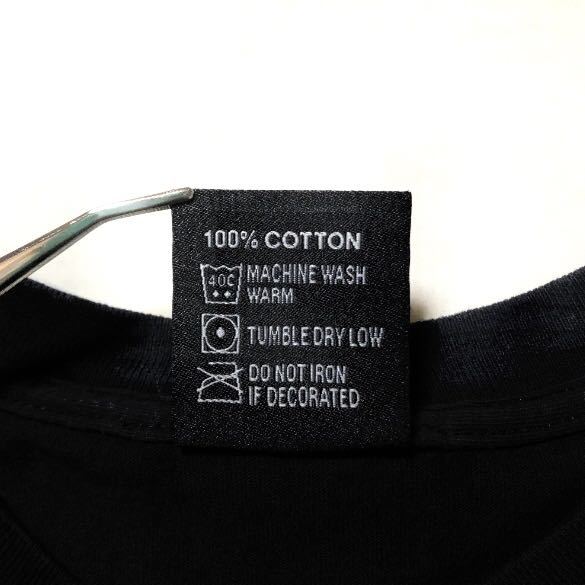 100% COTTON
40C
MACHINE WASH
WARM
TUMBLE DRY LOW
DO NOT IRON
IF DECORATED